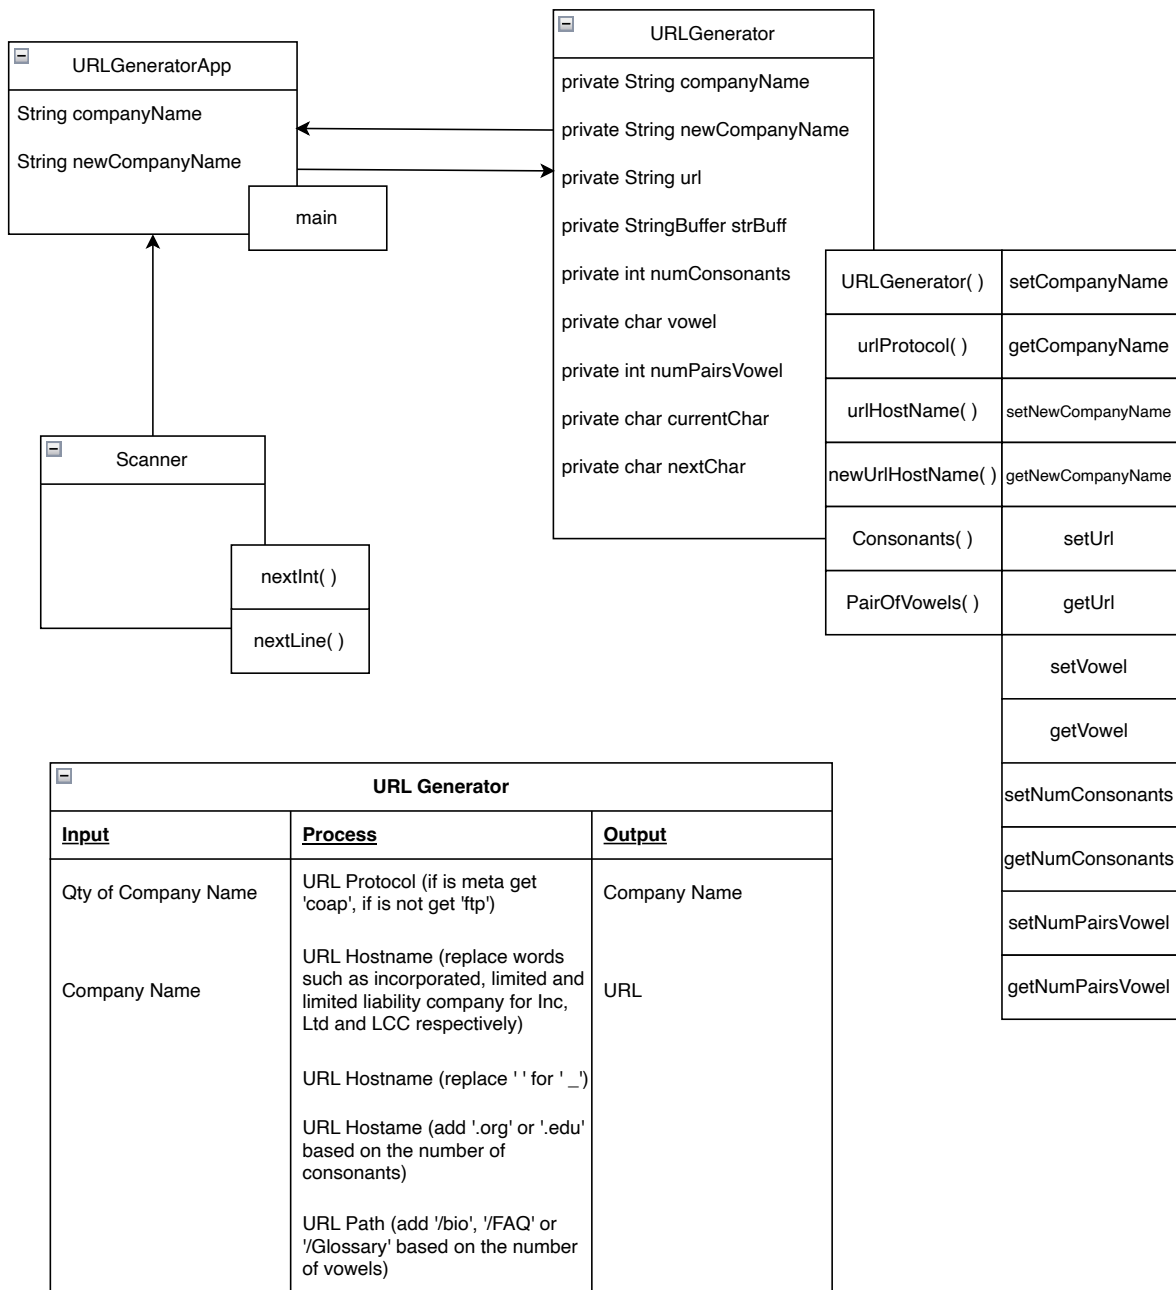 URLGeneratorApp
String companyName
String newCompanyName
main
URLGenerator
private String companyName
private String newCompanyName
private String url
private StringBuffer strBuff
private int numConsonants
private char vowel
private int numPairsVowel
private char currentChar
private char nextChar
URLGenerator( )
urlProtocol( )
urlHostName( )
newUrlHostName( )
Consonants( )
PairOfVowels( )
setCompanyName
getCompanyName
setNewCompanyName
getNewCompanyName
setUrl
getUrl
setVowel
getVowel
setNumConsonants
getNumConsonants
setNumPairsVowel
getNumPairsVowel
Scanner
nextInt( )
nextLine( )
URL Generator
Input
Process
Output
Qty of Company Name
URL Protocol (if is meta get
'coap', if is not get 'ftp')
Company Name
Company Name
URL Hostname (replace words
such as incorporated, limited and
limited liability company for Inc,
Ltd and LCC respectively)
URL
URL Hostname (replace ' ' for ' _')
URL Hostame (add '.org' or '.edu'
based on the number of
consonants)
URL Path (add '/bio', '/FAQ' or
'/Glossary' based on the number
of vowels)